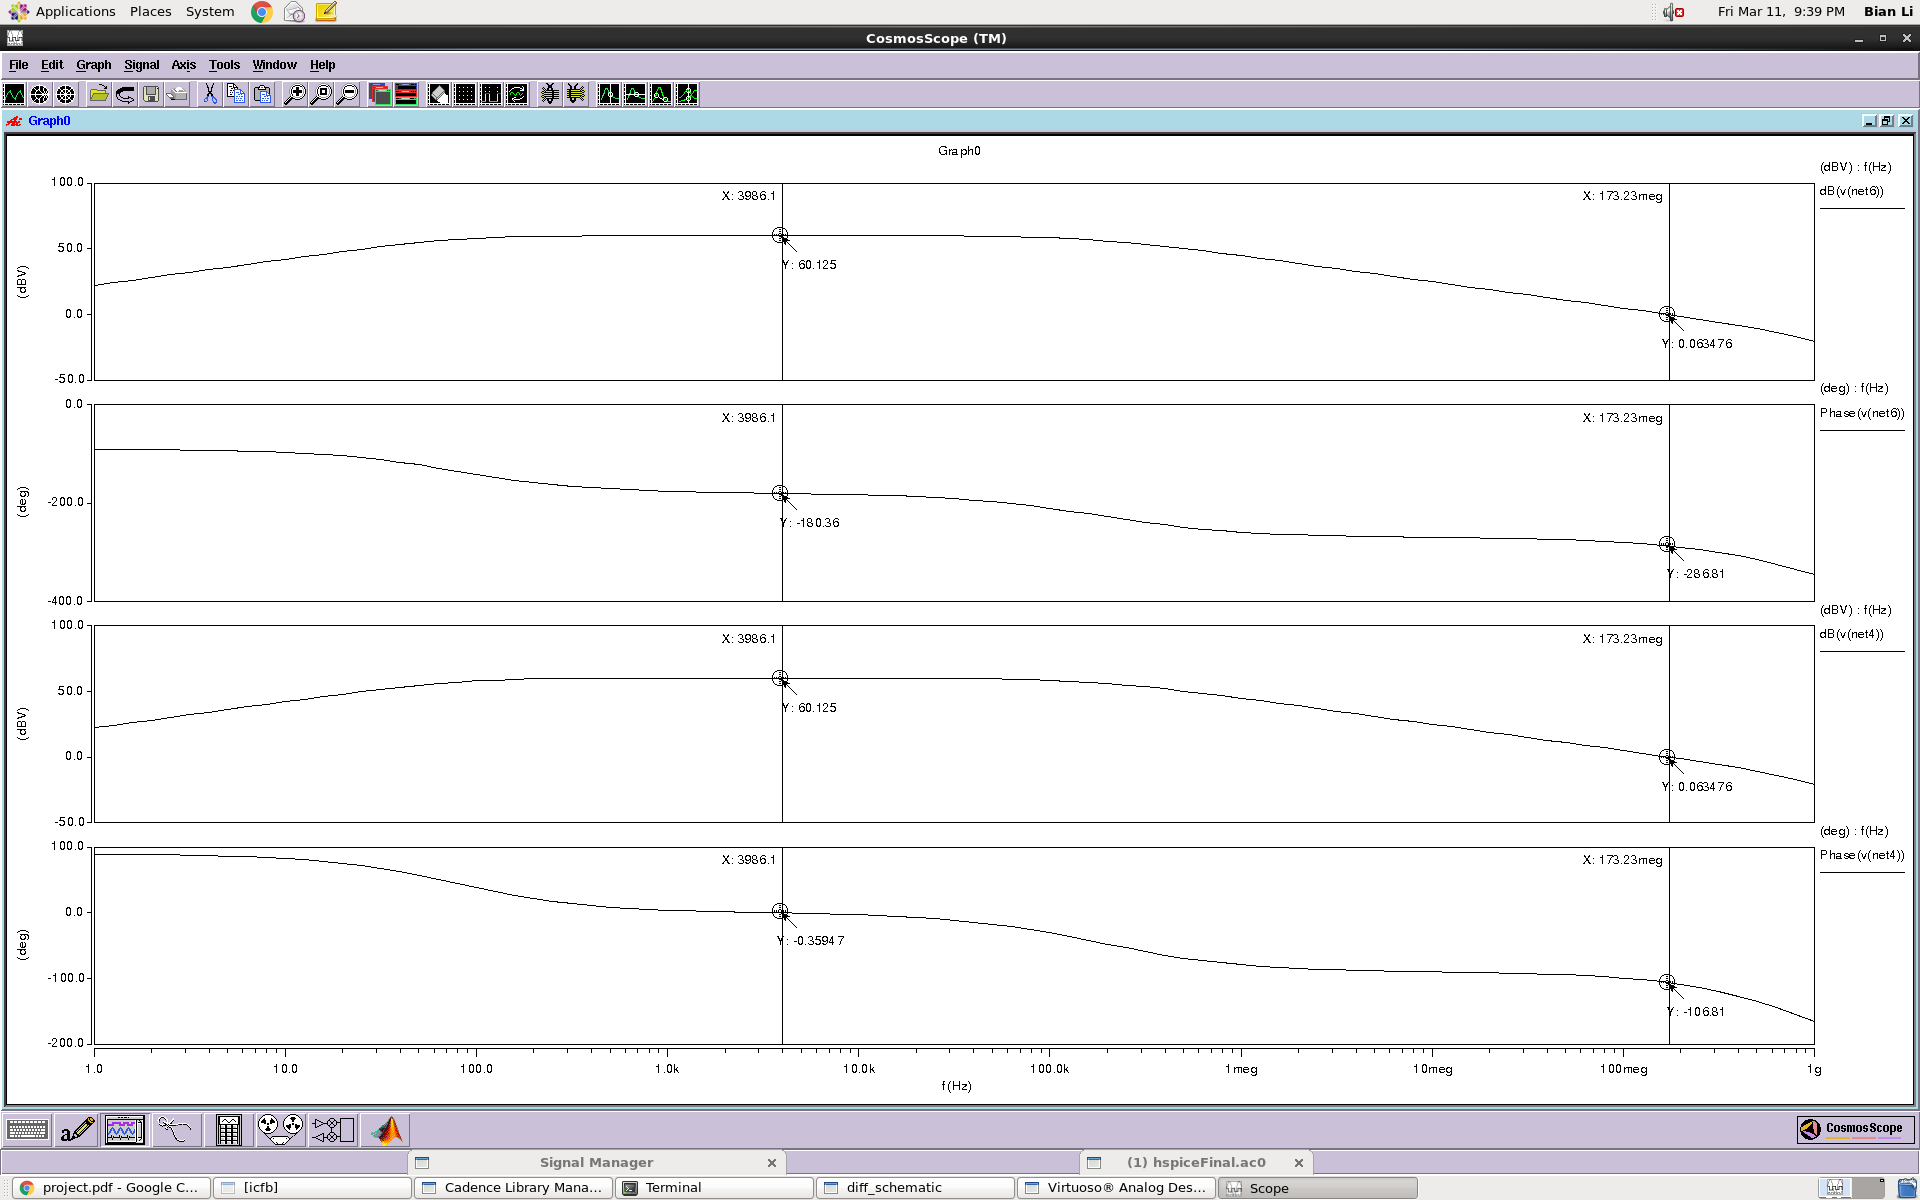 Applications Places System Fri Mar 11, 9:39 PM Bian Li
CosmosScope (TM)
File Edit Graph Signal Axis Tools Window Help
Graph0
Graph0
(dBV) : f(Hz)
dB(v(net6))
100.0
50.0
0.0
-50.0
(dBV)
X: 3986.1
X: 173.23meg
Y: 60.125
Y: 0.063476
(deg) : f(Hz)
Phase(v(net6))
0.0
-200.0
-400.0
(deg)
X: 3986.1
X: 173.23meg
Y: -180.36
Y: -286.81
(dBV) : f(Hz)
dB(v(net4))
100.0
50.0
0.0
-50.0
(dBV)
X: 3986.1
X: 173.23meg
Y: 60.125
Y: 0.063476
(deg) : f(Hz)
Phase(v(net4))
100.0
0.0
-100.0
-200.0
(deg)
X: 3986.1
X: 173.23meg
Y: -0.35947
Y: -106.81
1.0 10.0 100.0 1.0k 10.0k 100.0k 1meg 10meg 100meg 1g
f(Hz)
CosmosScope
Signal Manager
(1) hspiceFinal.ac0
project.pdf - Google C... [icfb] Cadence Library Mana... Terminal diff_schematic Virtuoso® Analog Des... Scope